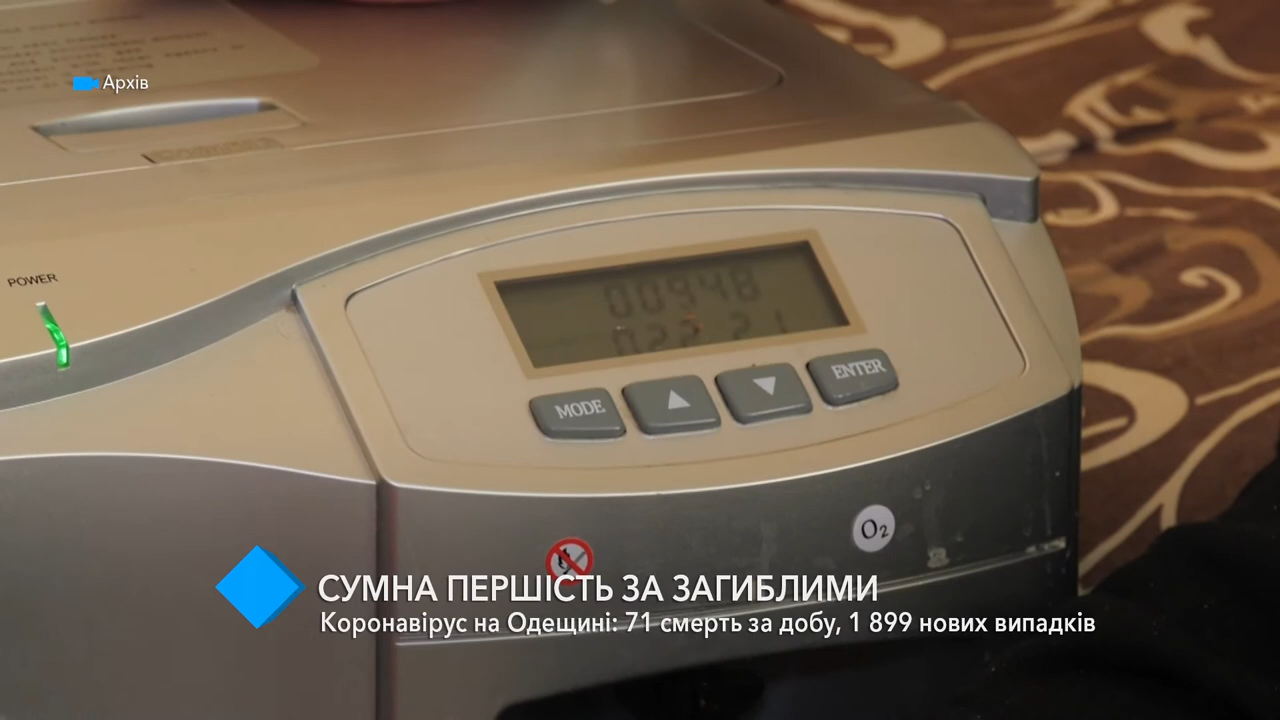 Архів
POWER
00948
MODE
ENTER
O₂
СУМНА ПЕРШІСТЬ ЗА ЗАГИБЛИМИ
Коронавірус на Одещині: 71 смерть за добу, 1 899 нових випадків